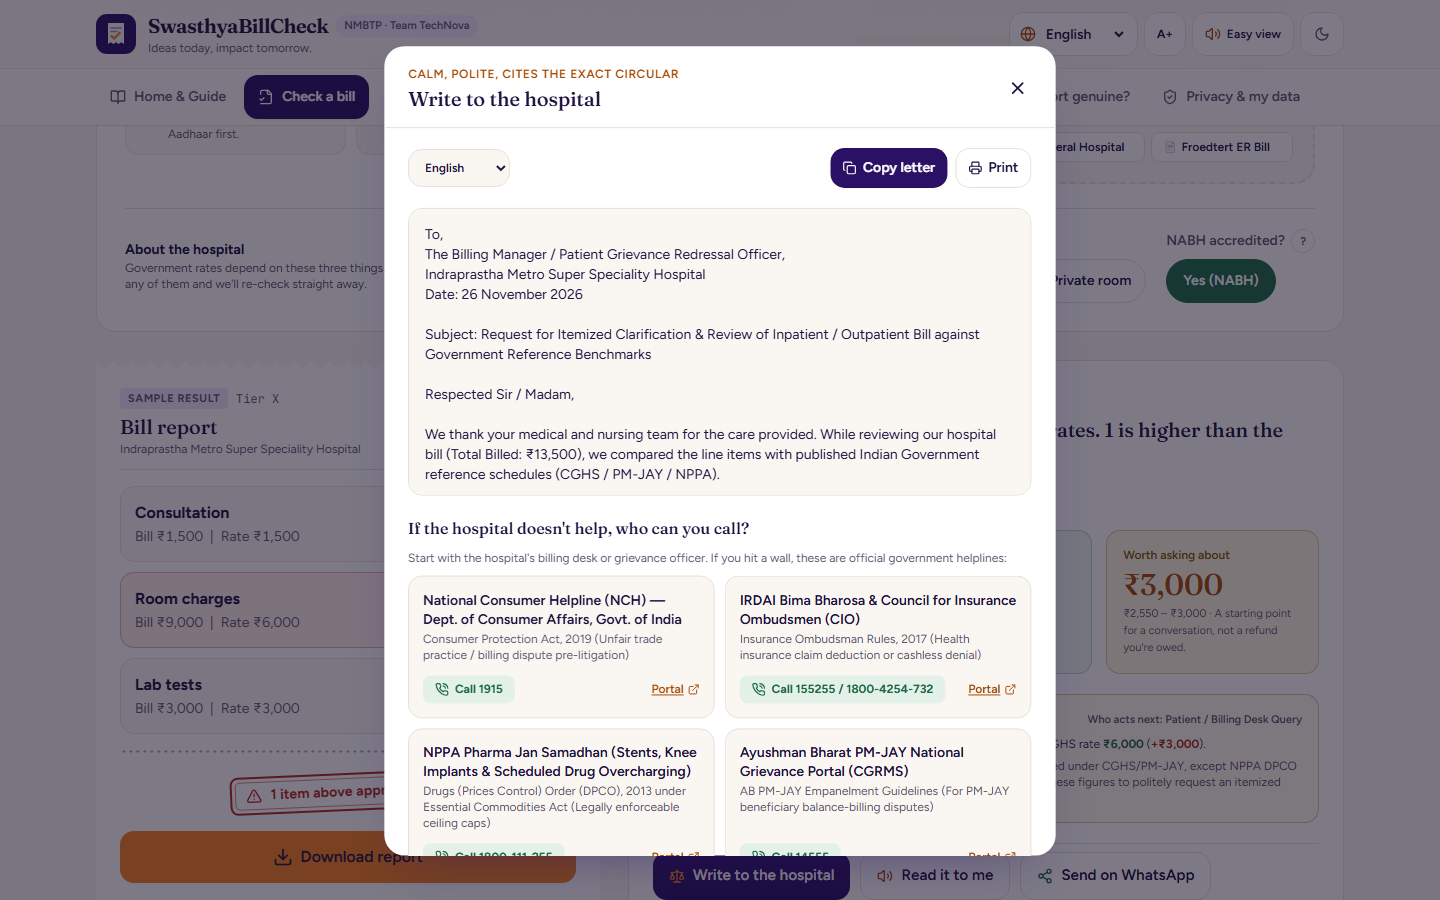 SwasthyaBillCheck
NMBTP · Team TechNova
Ideas today, impact tomorrow.
English
A+
Easy view
Home & Guide
Check a bill
rt genuine?
Privacy & my data
CALM, POLITE, CITES THE EXACT CIRCULAR
Write to the hospital
Aadhaar first.
eral Hospital
Froedtert ER Bill
English
Copy letter
Print
About the hospital
Government rates depend on these three things
any of them and we'll re-check straight away.
NABH accredited?
?
Private room
Yes (NABH)
To,
The Billing Manager / Patient Grievance Redressal Officer,
Indraprastha Metro Super Speciality Hospital
Date: 26 November 2026
Subject: Request for Itemized Clarification & Review of Inpatient / Outpatient Bill against
Government Reference Benchmarks
Respected Sir / Madam,
We thank your medical and nursing team for the care provided. While reviewing our hospital
bill (Total Billed: ₹13,500), we compared the line items with published Indian Government
reference schedules (CGHS / PM-JAY / NPPA).
SAMPLE RESULT
Tier X
Bill report
Indraprastha Metro Super Speciality Hospital
Consultation
Bill ₹1,500 | Rate ₹1,500
Room charges
Bill ₹9,000 | Rate ₹6,000
Lab tests
Bill ₹3,000 | Rate ₹3,000
1 item above appr
Download report
If the hospital doesn't help, who can you call?
Start with the hospital's billing desk or grievance officer. If you hit a wall, these are official government helplines:
National Consumer Helpline (NCH) —
Dept. of Consumer Affairs, Govt. of India
Consumer Protection Act, 2019 (Unfair trade
practice / billing dispute pre-litigation)
Call 1915
Portal
IRDAI Bima Bharosa & Council for Insurance
Ombudsmen (CIO)
Insurance Ombudsman Rules, 2017 (Health
insurance claim deduction or cashless denial)
Call 155255 / 1800-4254-732
Portal
NPPA Pharma Jan Samadhan (Stents, Knee
Implants & Scheduled Drug Overcharging)
Drugs (Prices Control) Order (DPCO), 2013 under
Essential Commodities Act (Legally enforceable
ceiling caps)
Call 1800-111-255
Portal
Ayushman Bharat PM-JAY National
Grievance Portal (CGRMS)
AB PM-JAY Empanelment Guidelines (For PM-JAY
beneficiary balance-billing disputes)
Call 14555
Portal
rates. 1 is higher than the
Worth asking about
₹3,000
₹2,550 – ₹3,000 · A starting point
for a conversation, not a refund
you're owed.
Who acts next: Patient / Billing Desk Query
GHS rate ₹6,000 (+₹3,000).
ed under CGHS/PM-JAY, except NPPA DPCO
ese figures to politely request an itemized
Write to the hospital
Read it to me
Send on WhatsApp